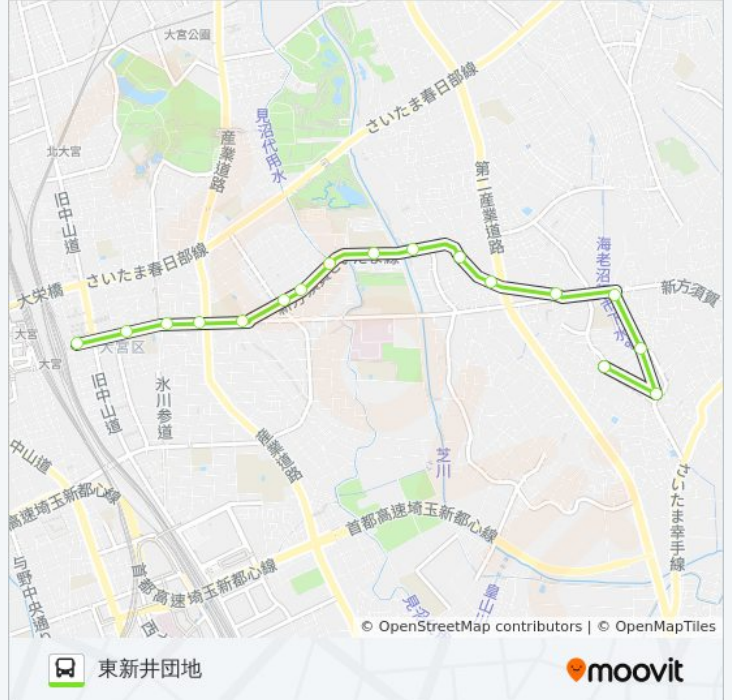 大宮公園
さいたま春日部線
見沼代用水
産業道路
北大宮
第二産業道路
旧中山道
海老沼
さいたま春日部線
大栄橋
新方須賀
大宮
大宮区
大宮
旧中山道
氷川参道
産業道路
中山道
芝川
さいたま幸手線
高速埼玉新都心線
首都高速埼玉新都心線
首都高速埼玉新都心線
与野中央通り
© OpenStreetMap contributors | © OpenMapTiles
東新井団地
moovit